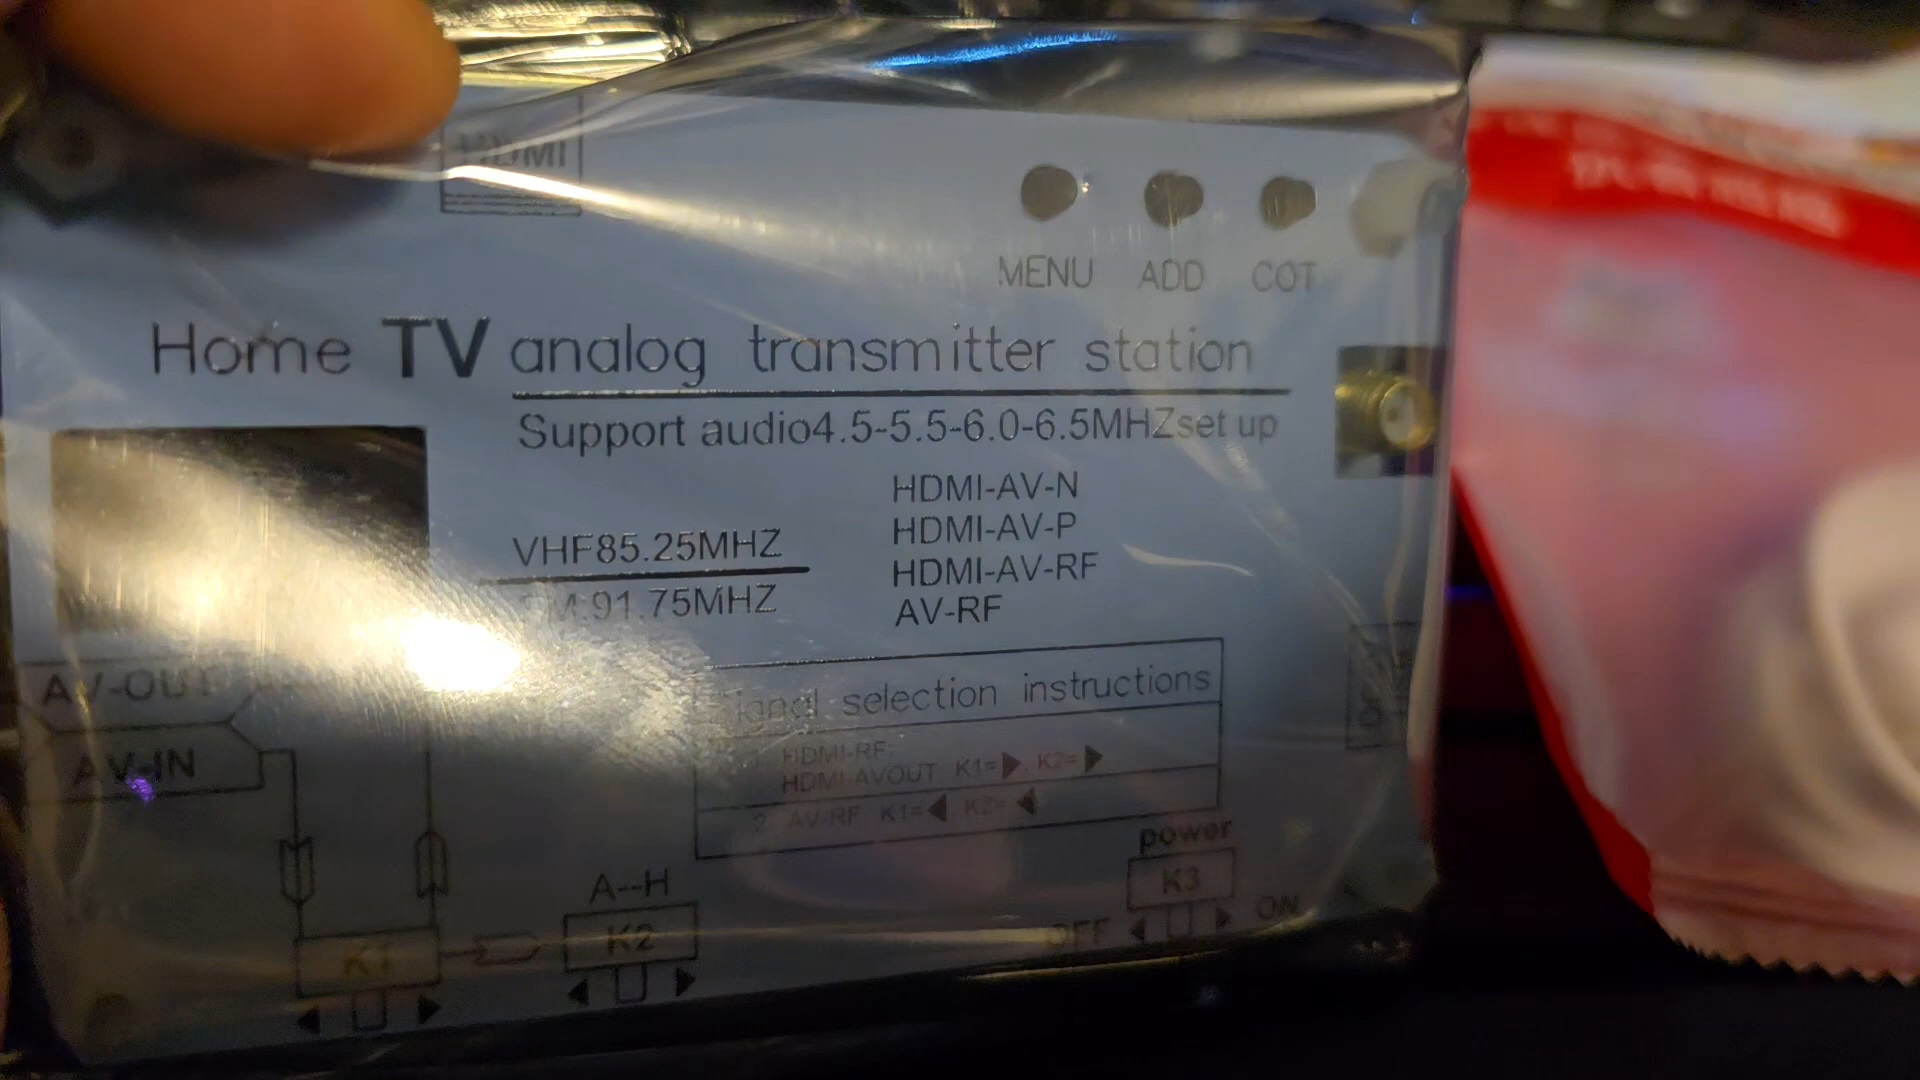 HDMI
MENU ADD COT
Home TV analog transmitter station
Support audio4.5-5.5-6.0-6.5MHZset up
HDMI-AV-N
HDMI-AV-P
HDMI-AV-RF
AV-RF
VHF85.25MHZ
91.75MHZ
AV-OUT
AV-IN
Signal selection instructions
1 HDMI-RF:
HDMI-AVOUT K1=▶, K2=▶
2 AV-RF K1=◀, K2=◀
power
K3
OFF ◀ ▶ ON
A--H
K2
◀ ▶
K1
◀ ▶